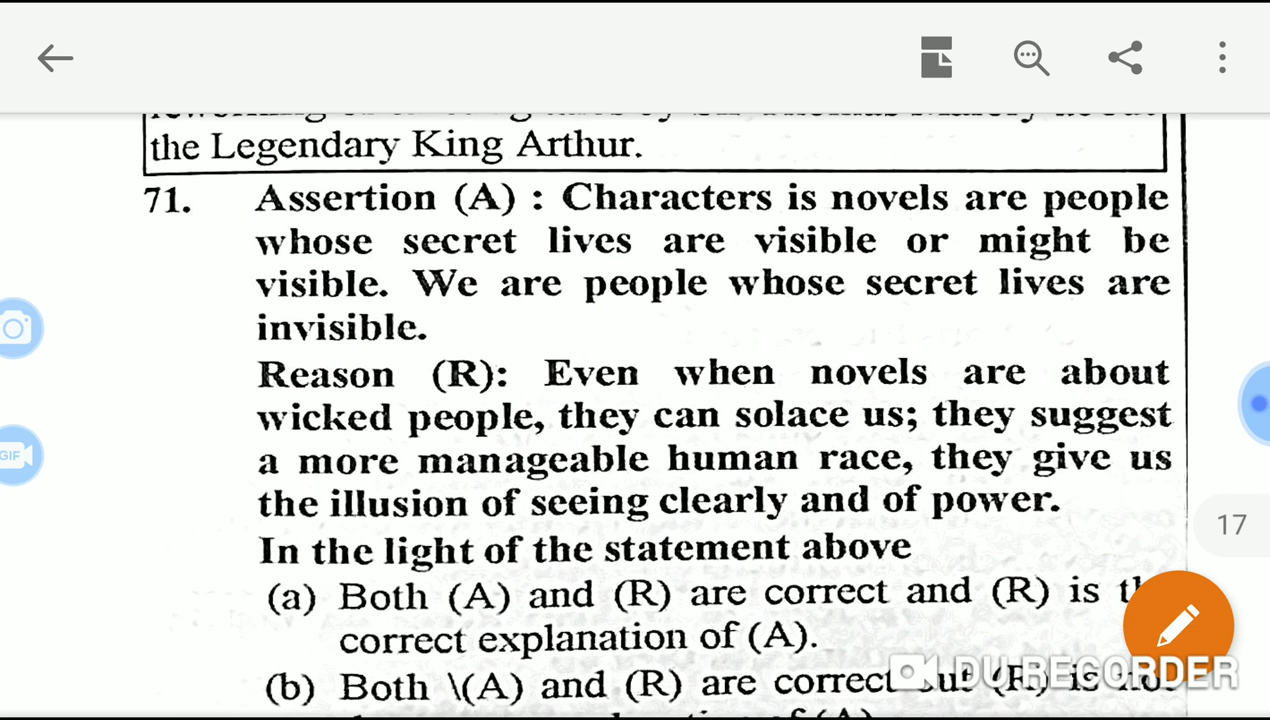 the Legendary King Arthur.
71. Assertion (A) : Characters is novels are people
whose secret lives are visible or might be
visible. We are people whose secret lives are
invisible.
Reason (R): Even when novels are about
wicked people, they can solace us; they suggest
a more manageable human race, they give us
the illusion of seeing clearly and of power.
In the light of the statement above
(a) Both (A) and (R) are correct and (R) is
correct explanation of (A).
(b) Both \(A) and (R) are correct but (R) is not
(A)
17
GIF
DU RECORDER